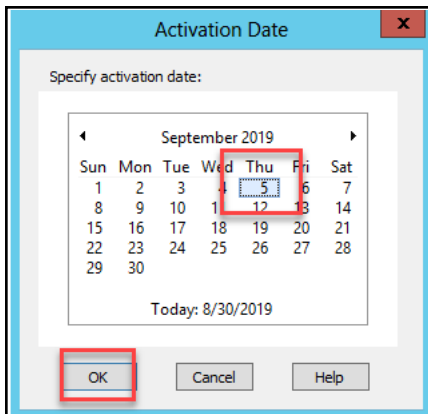 Activation Date
x
Specify activation date:
September 2019
Sun Mon Tue Wed Thu Fri Sat
1 2 3 4 5 6 7
8 9 10 11 12 13 14
15 16 17 18 19 20 21
22 23 24 25 26 27 28
29 30
Today: 8/30/2019
OK Cancel Help